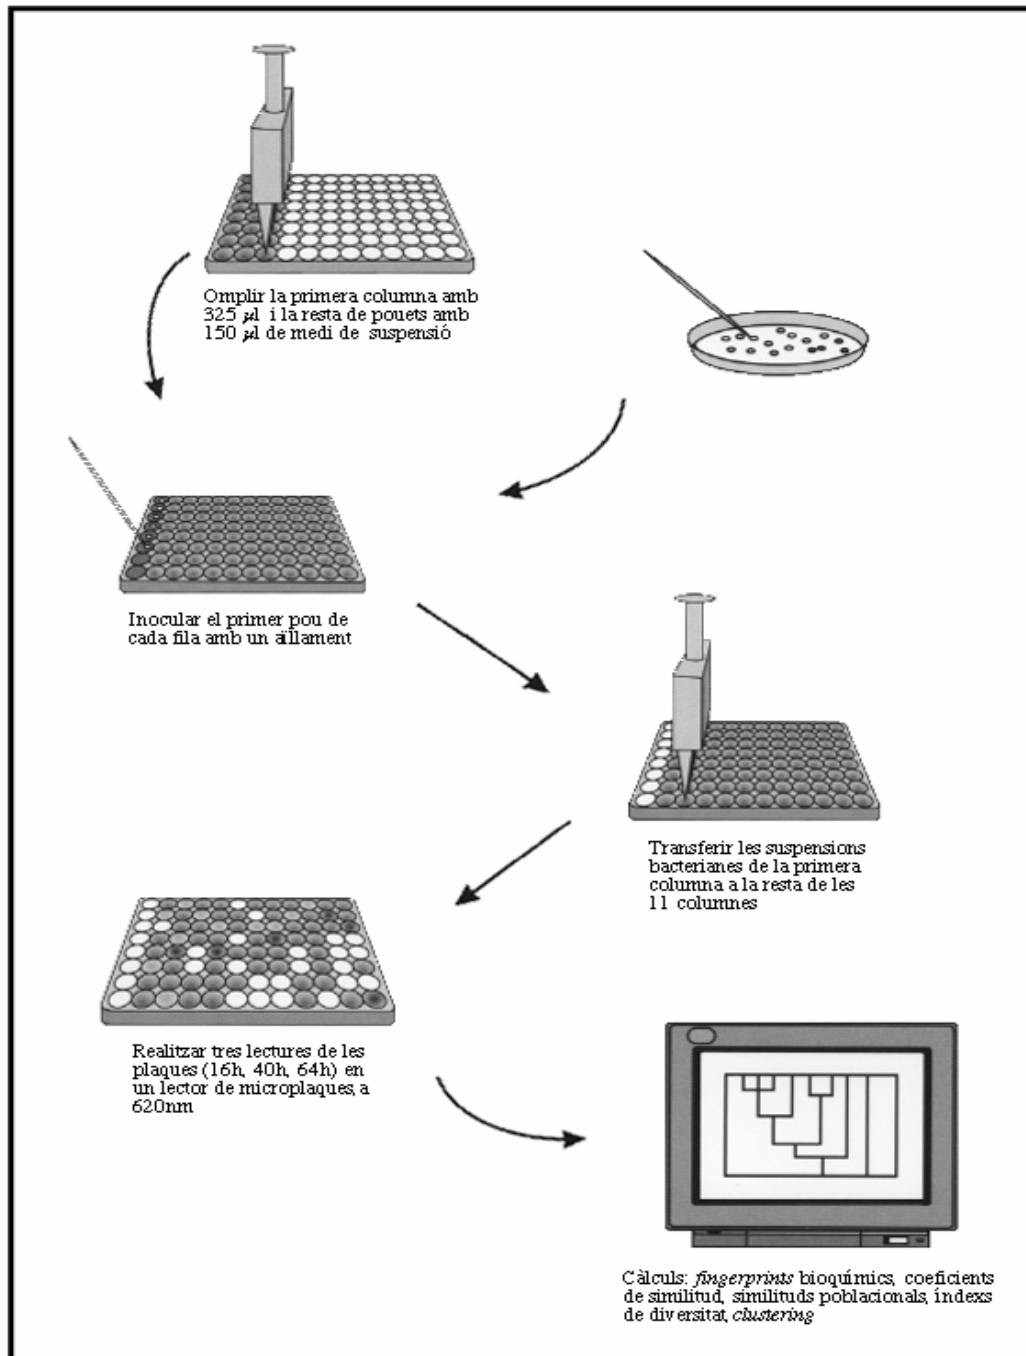 Omplir la primera columna amb
325 µl i la resta de pouets amb
150 µl de medi de suspensió
Inocular el primer pou de
cada fila amb un aïllament
Transferir les suspensions
bacterianes de la primera
columna a la resta de les
11 columnes
Realitzar tres lectures de les
plaques (16h, 40h, 64h) en
un lector de microplaques, a
620nm
Càlculs: fingerprints bioquímics, coeficients
de similitud, similituds poblacionals, índexs
de diversitat, clustering